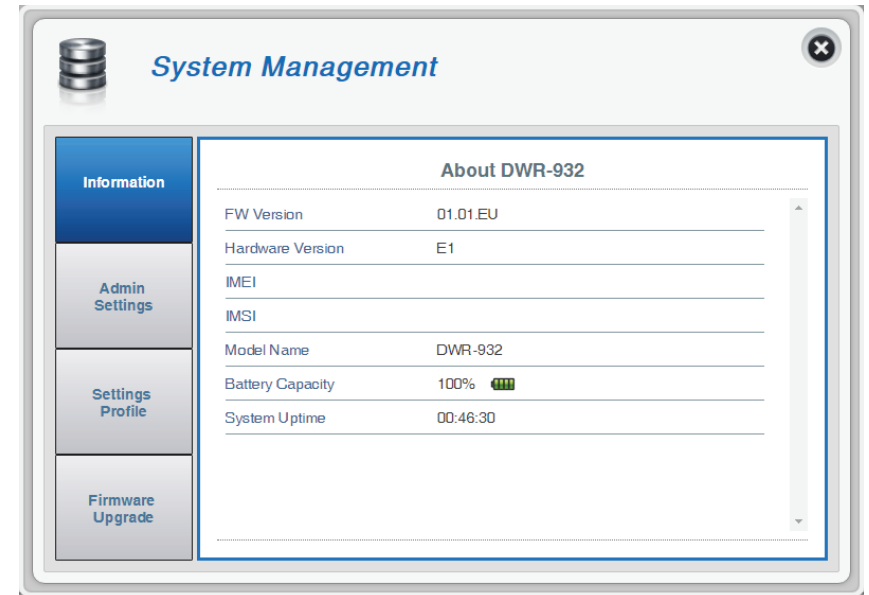 System Management
Information
Admin
Settings
Settings
Profile
Firmware
Upgrade
About DWR-932
FW Version 01.01.EU
Hardware Version E1
IMEI
IMSI
Model Name DWR-932
Battery Capacity 100%
System Uptime 00:46:30